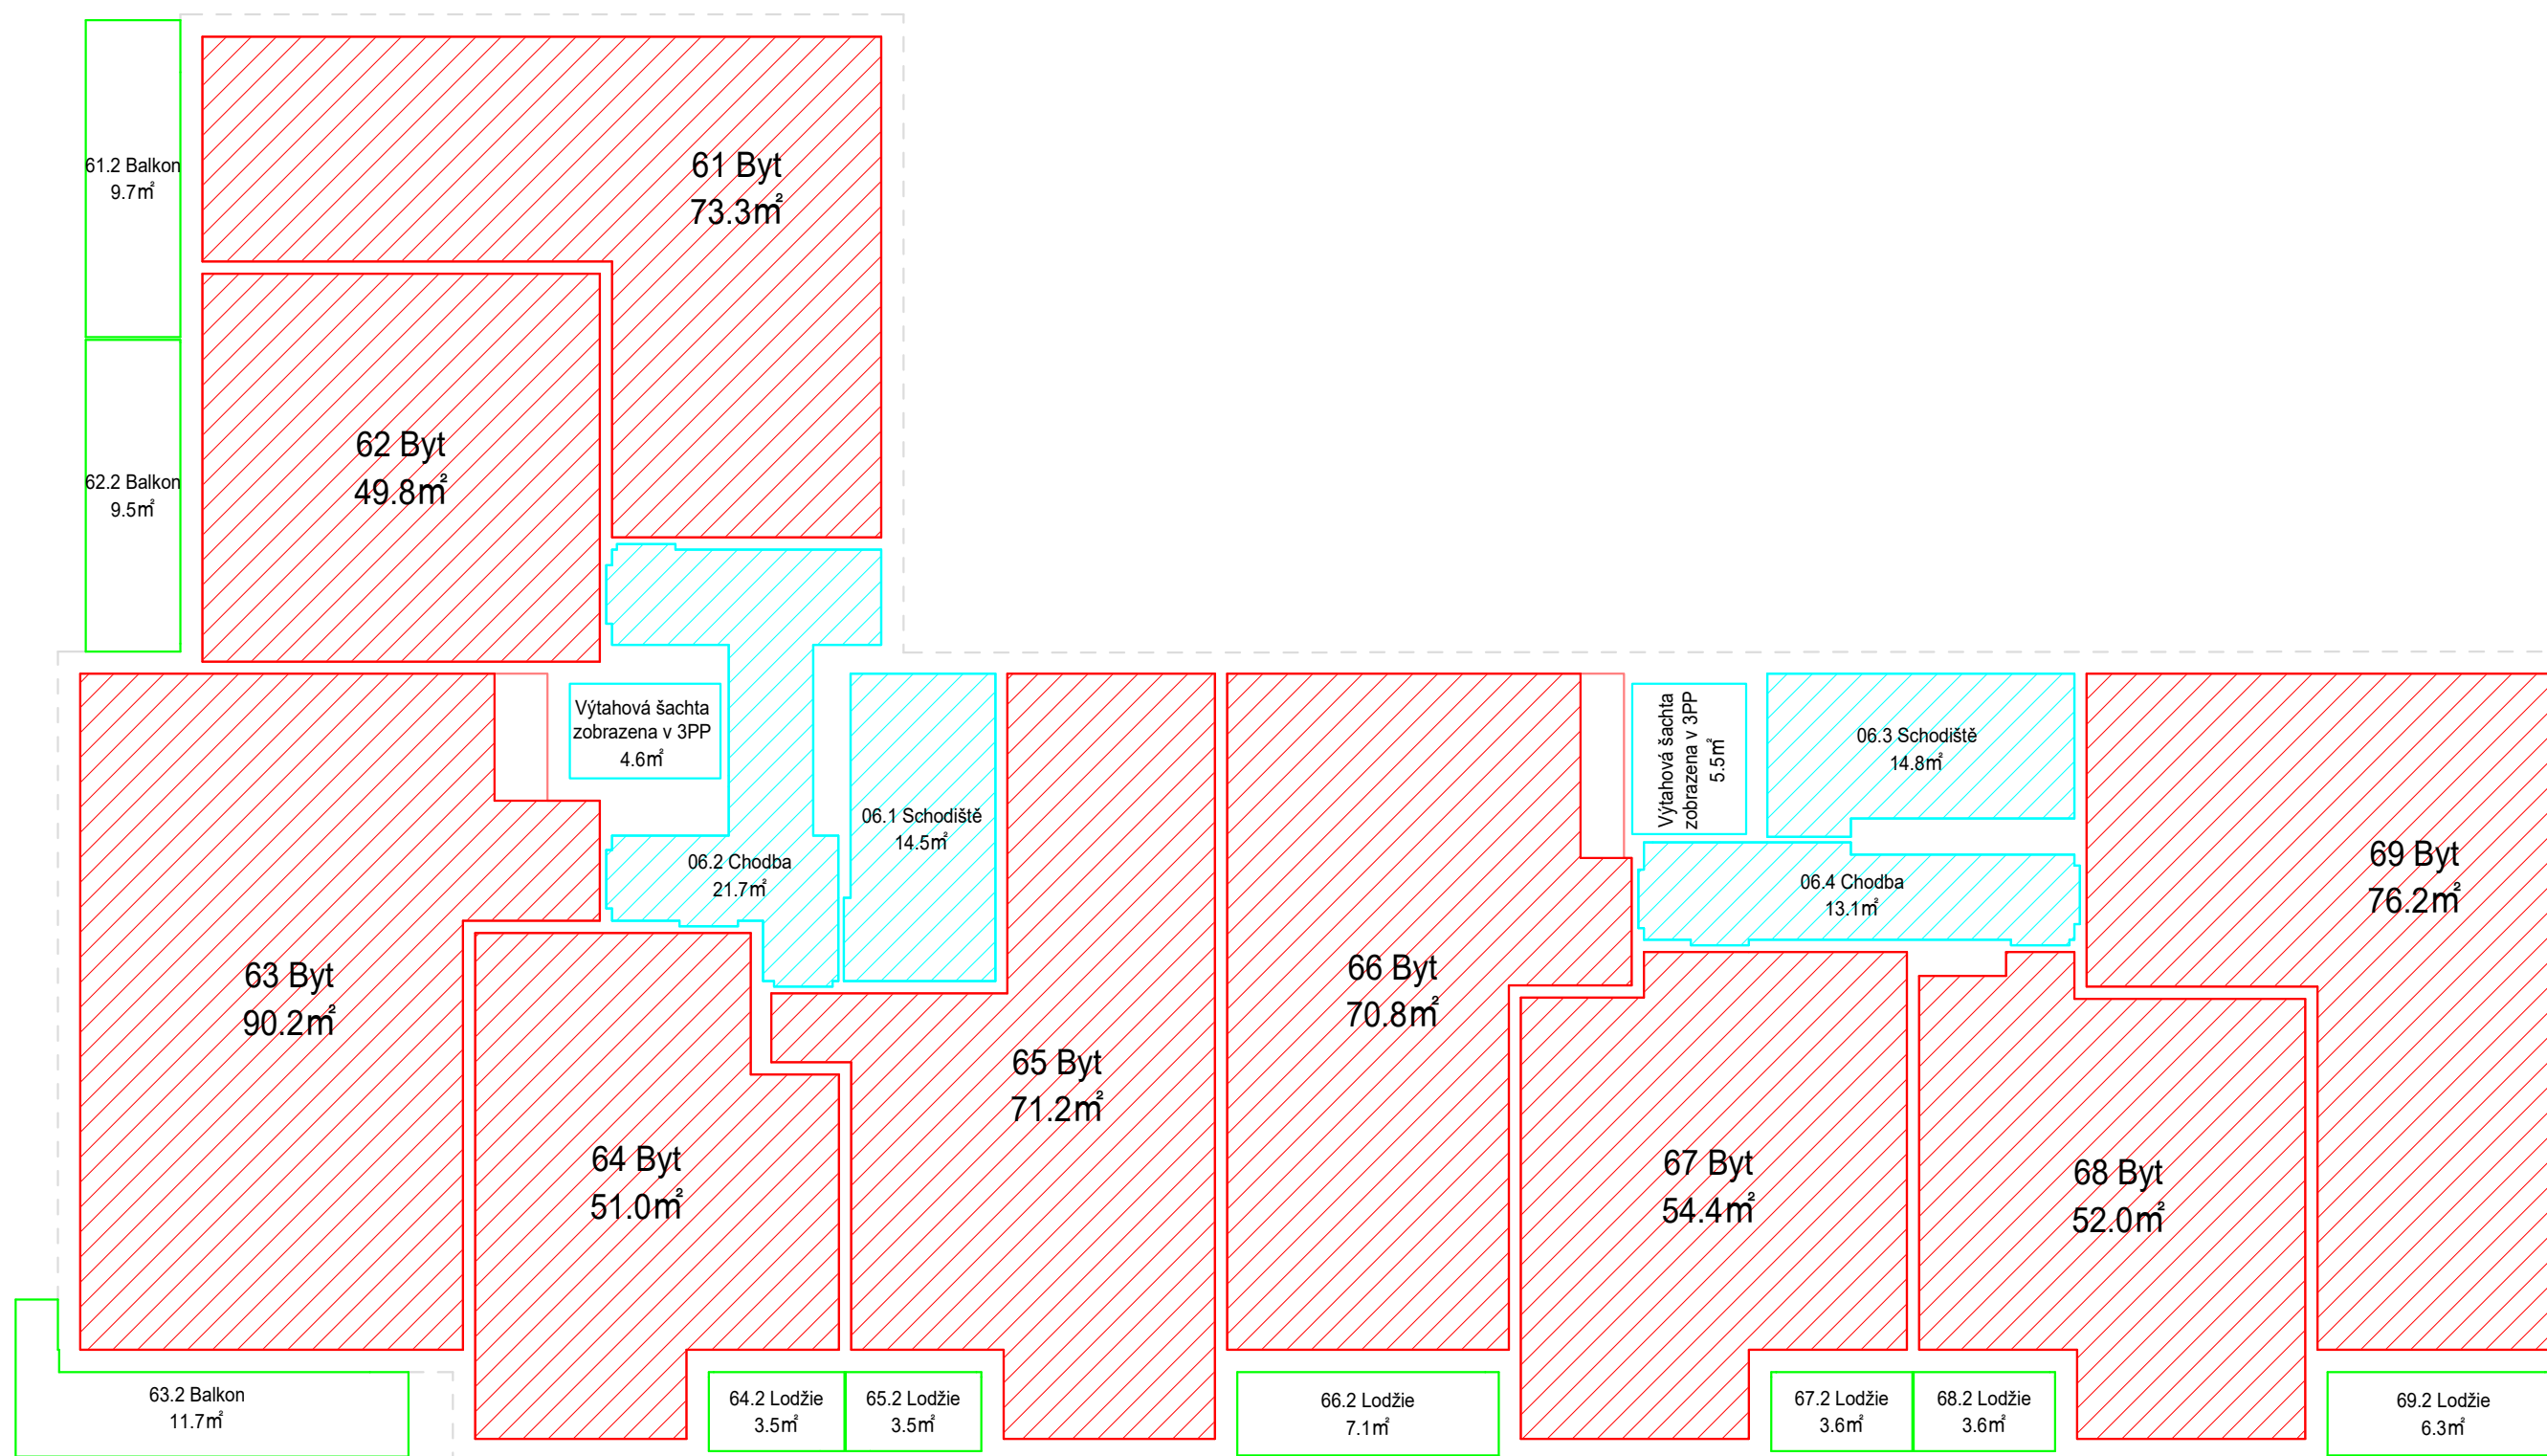 61.2 Balkon
9.7m²
61 Byt
73.3m²
62.2 Balkon
9.5m²
62 Byt
49.8m²
Výtahová šachta
zobrazena v 3PP
4.6m²
06.1 Schodiště
14.5m²
06.2 Chodba
21.7m²
Výtahová šachta
zobrazena v 3PP
5.5m²
06.3 Schodiště
14.8m²
06.4 Chodba
13.1m²
69 Byt
76.2m²
63 Byt
90.2m²
66 Byt
70.8m²
65 Byt
71.2m²
64 Byt
51.0m²
67 Byt
54.4m²
68 Byt
52.0m²
63.2 Balkon
11.7m²
64.2 Lodžie
3.5m²
65.2 Lodžie
3.5m²
66.2 Lodžie
7.1m²
67.2 Lodžie
3.6m²
68.2 Lodžie
3.6m²
69.2 Lodžie
6.3m²